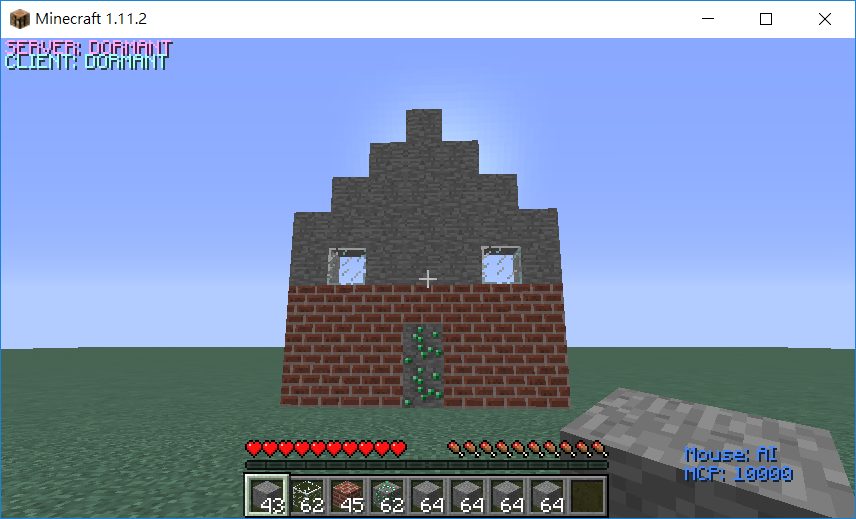 Minecraft 1.11.2
SERVER: DORMANT
CLIENT: DORMANT
Mouse: AI
MCP: 10000
43 62 45 62 64 64 64 64